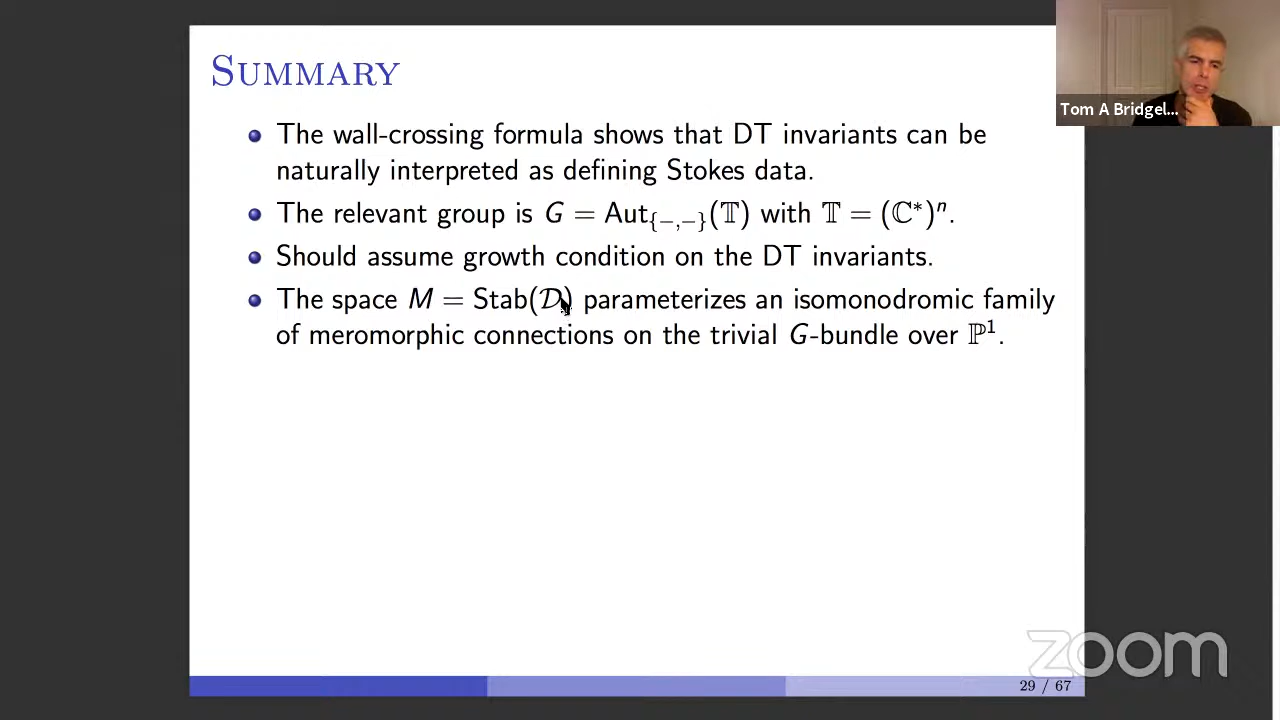 SUMMARY
The wall-crossing formula shows that DT invariants can be
naturally interpreted as defining Stokes data.
The relevant group is G = Aut_{−,−}(𝕋) with 𝕋 = (ℂ*)ⁿ.
Should assume growth condition on the DT invariants.
The space M = Stab(𝒟) parameterizes an isomonodromic family
of meromorphic connections on the trivial G-bundle over ℙ¹.
Tom A Bridgel...
zoom
29 / 67